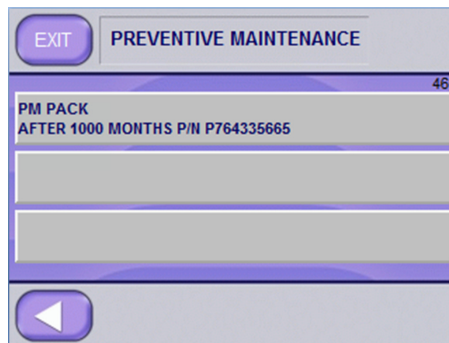 EXIT
PREVENTIVE MAINTENANCE
46
PM PACK
AFTER 1000 MONTHS P/N P764335665